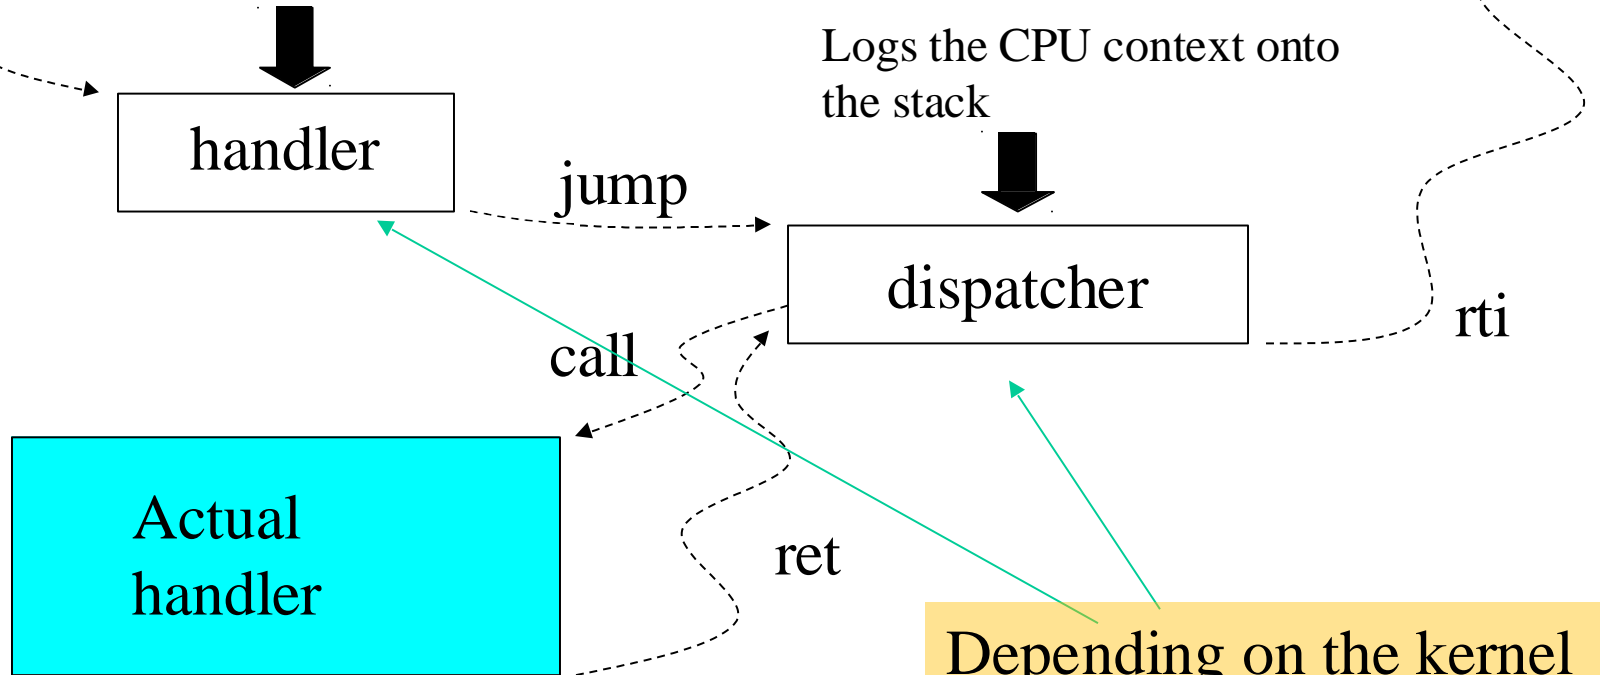 Logs the CPU context onto
the stack
handler
jump
dispatcher
rti
call
Actual
handler
ret
Depending on the kernel